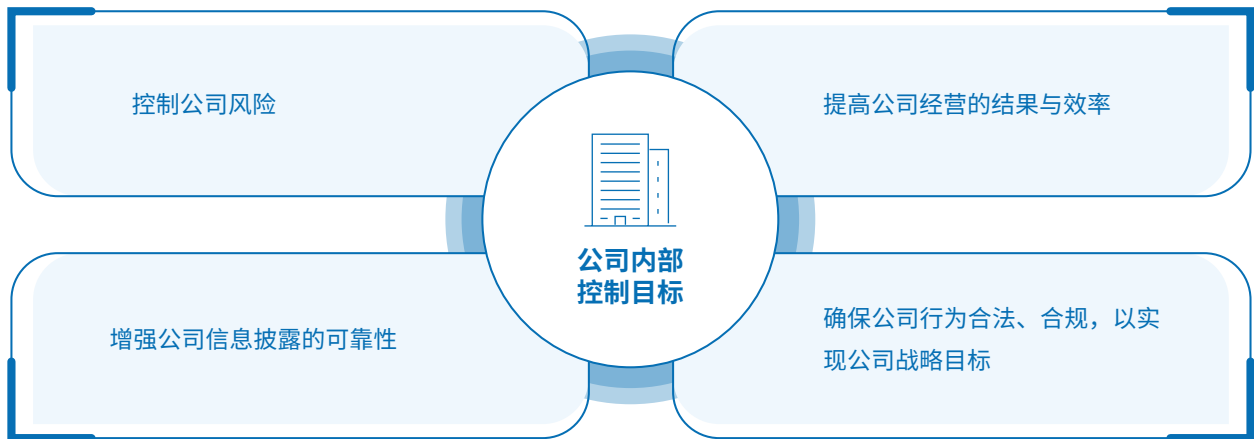 控制公司风险
提高公司经营的结果与效率
公司内部
控制目标
增强公司信息披露的可靠性
确保公司行为合法、合规，以实
现公司战略目标